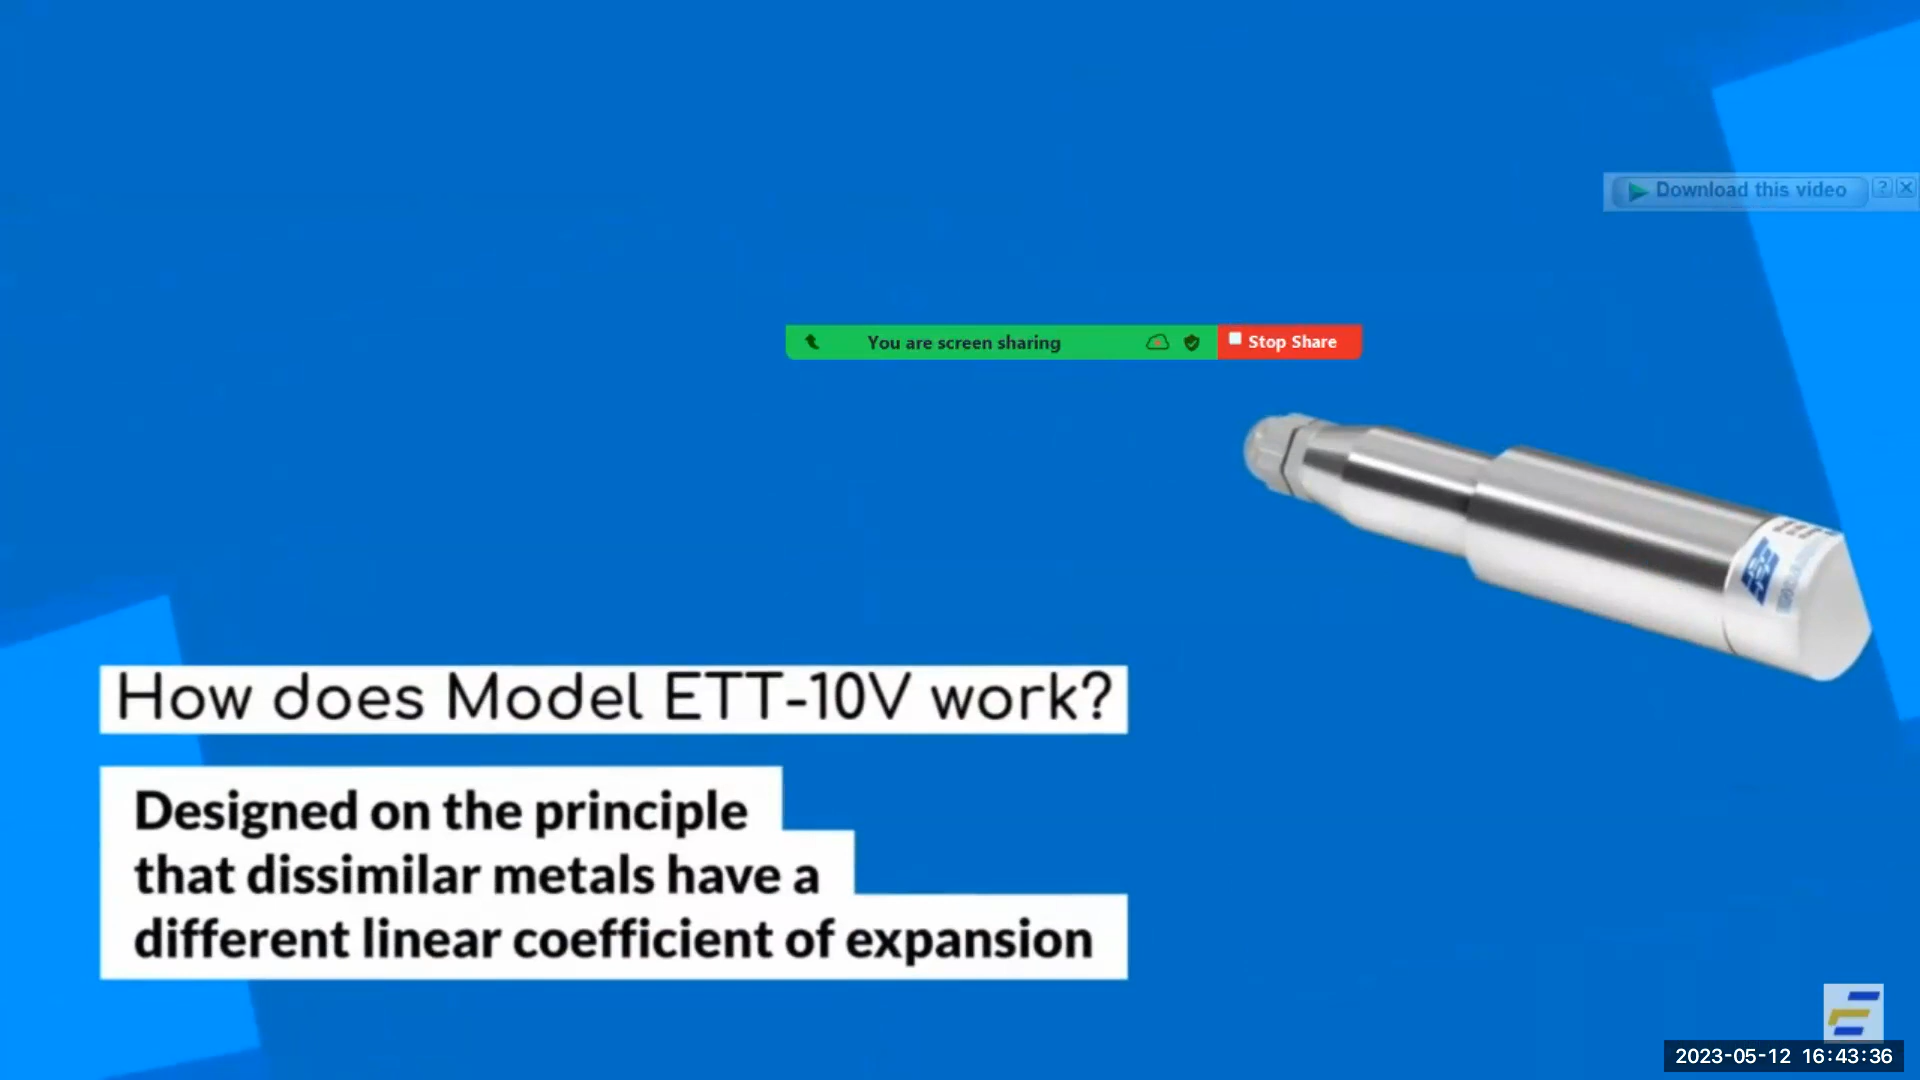 Download this video
You are screen sharing
Stop Share
How does Model ETT-10V work?
Designed on the principle
that dissimilar metals have a
different linear coefficient of expansion
2023-05-12 16:43:36